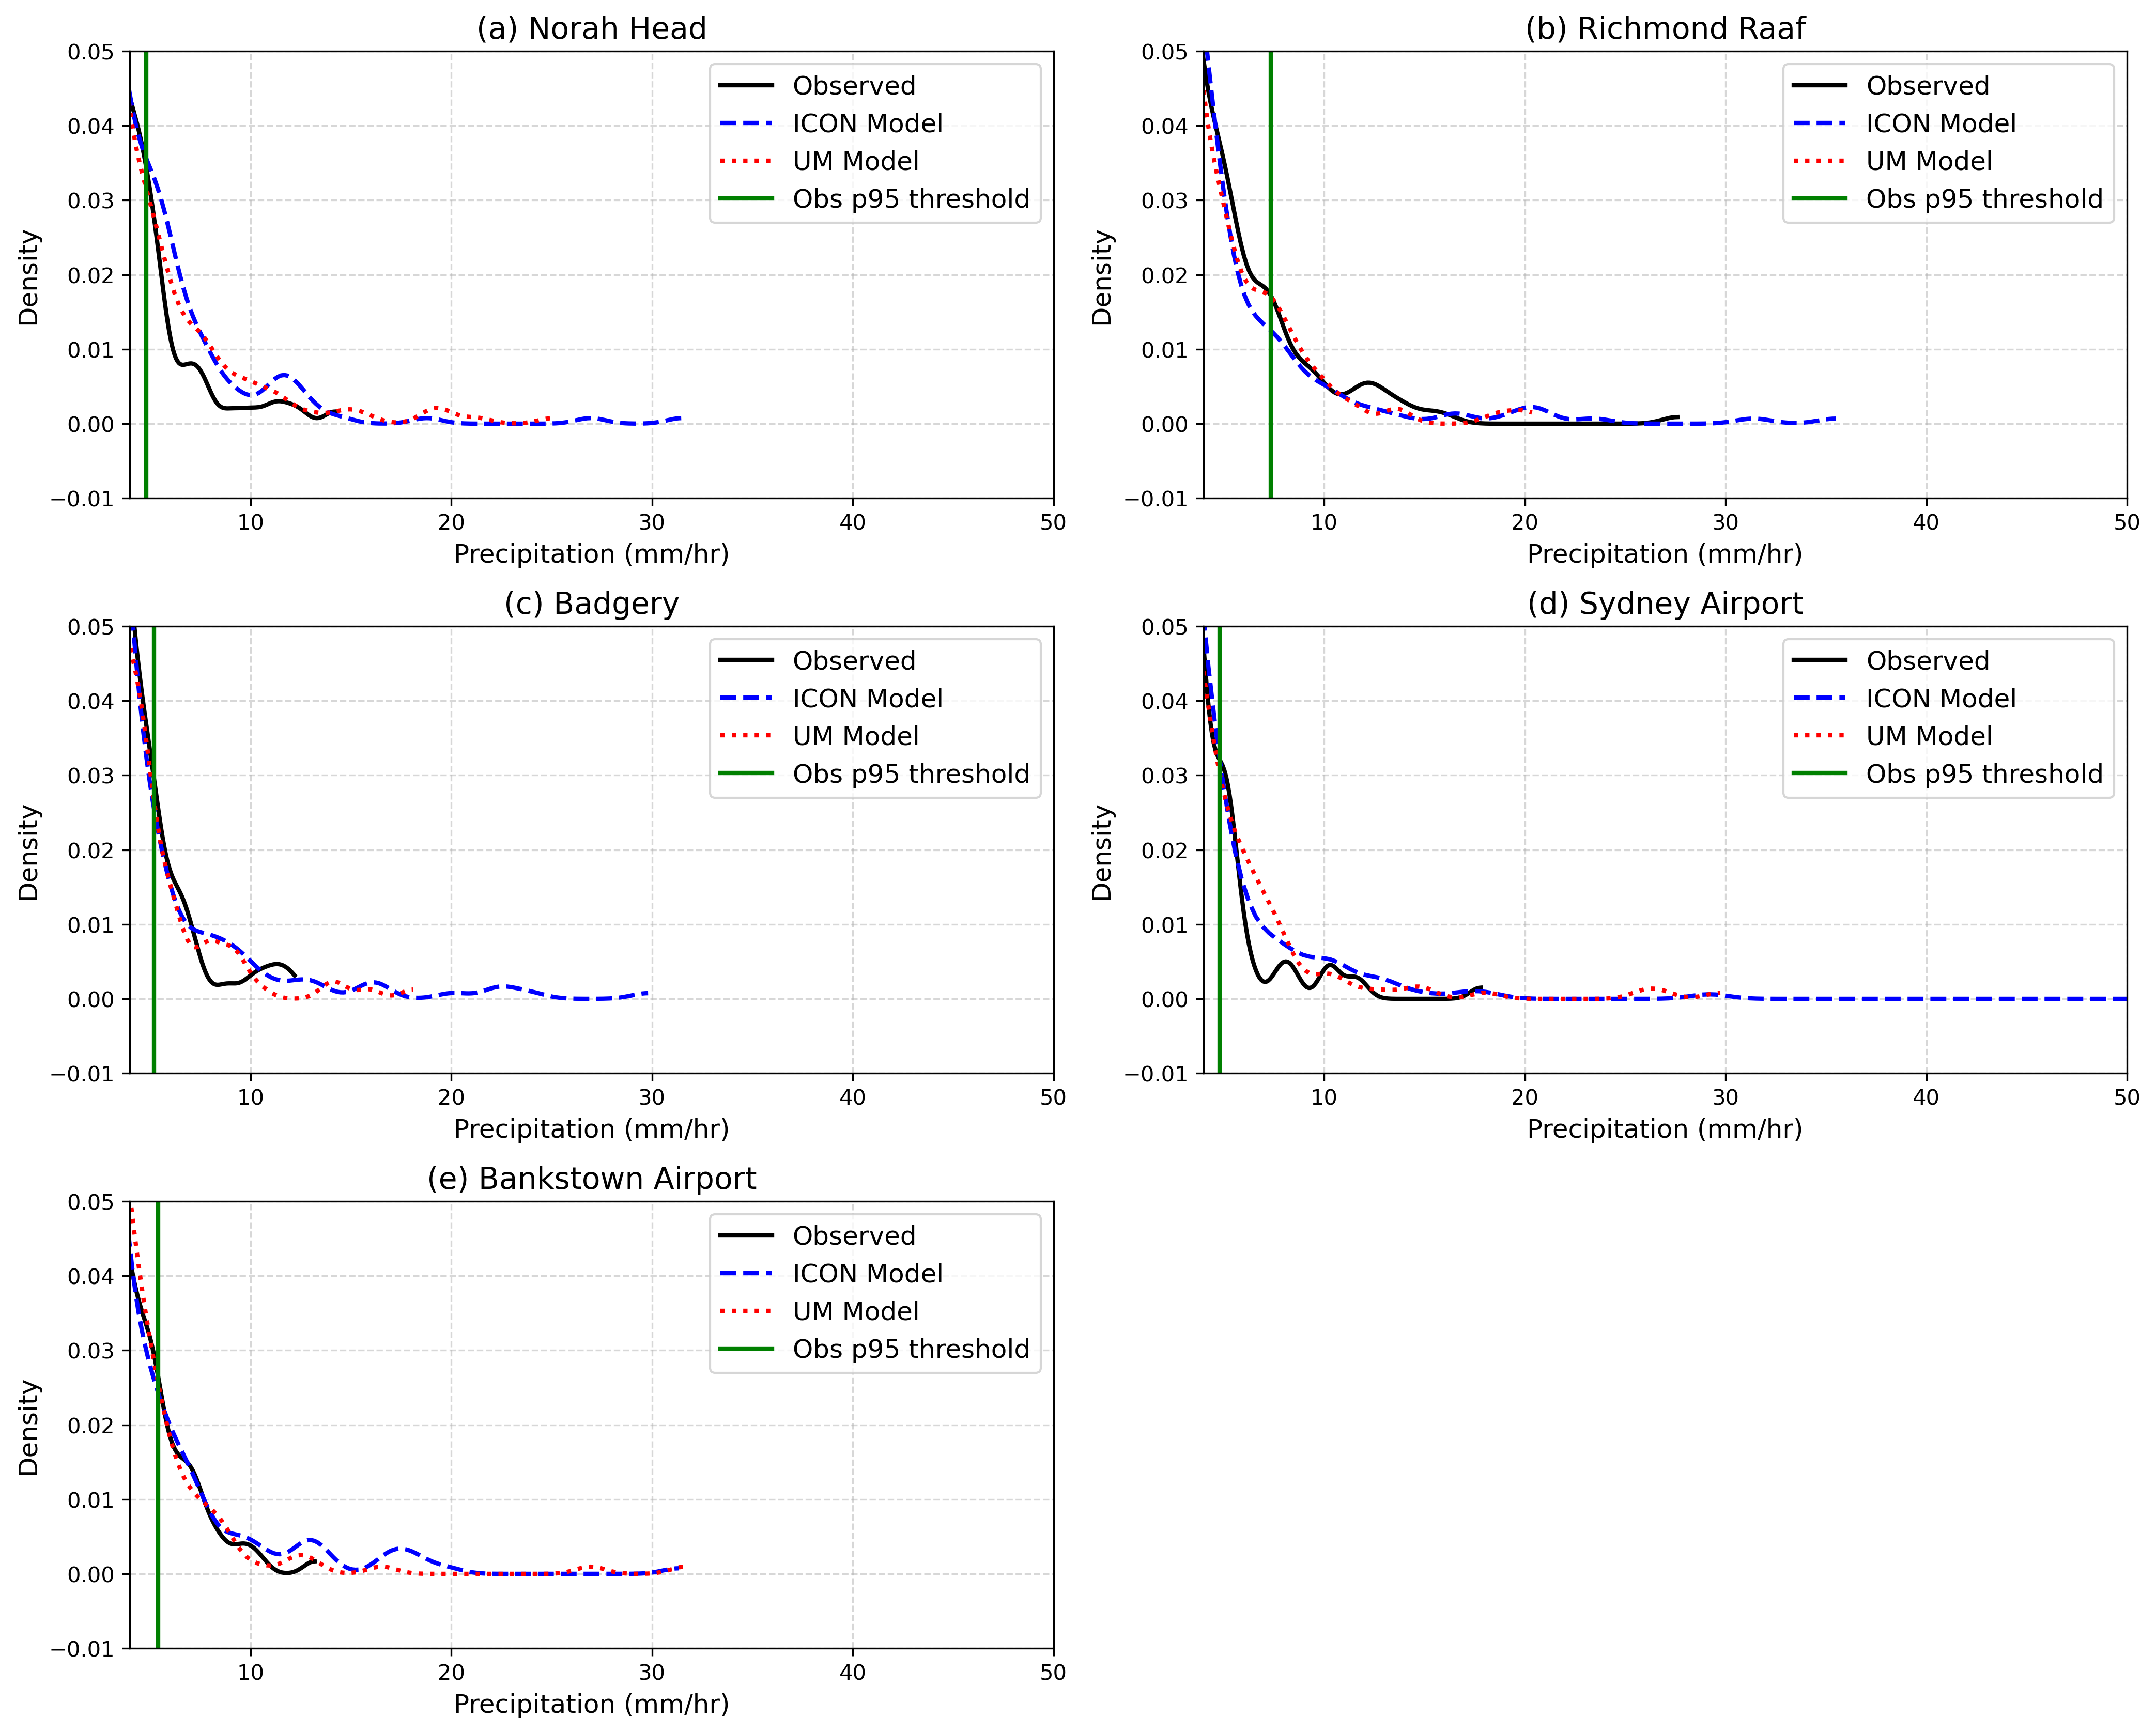 (a) Norah Head
0.05
0.04
0.03
0.02
0.01
0.00
−0.01
Density
Observed
ICON Model
UM Model
Obs p95 threshold
10 20 30 40 50
Precipitation (mm/hr)
(b) Richmond Raaf
0.05
0.04
0.03
0.02
0.01
0.00
−0.01
Density
Observed
ICON Model
UM Model
Obs p95 threshold
10 20 30 40 50
Precipitation (mm/hr)
(c) Badgery
0.05
0.04
0.03
0.02
0.01
0.00
−0.01
Density
Observed
ICON Model
UM Model
Obs p95 threshold
10 20 30 40 50
Precipitation (mm/hr)
(d) Sydney Airport
0.05
0.04
0.03
0.02
0.01
0.00
−0.01
Density
Observed
ICON Model
UM Model
Obs p95 threshold
10 20 30 40 50
Precipitation (mm/hr)
(e) Bankstown Airport
0.05
0.04
0.03
0.02
0.01
0.00
−0.01
Density
Observed
ICON Model
UM Model
Obs p95 threshold
10 20 30 40 50
Precipitation (mm/hr)